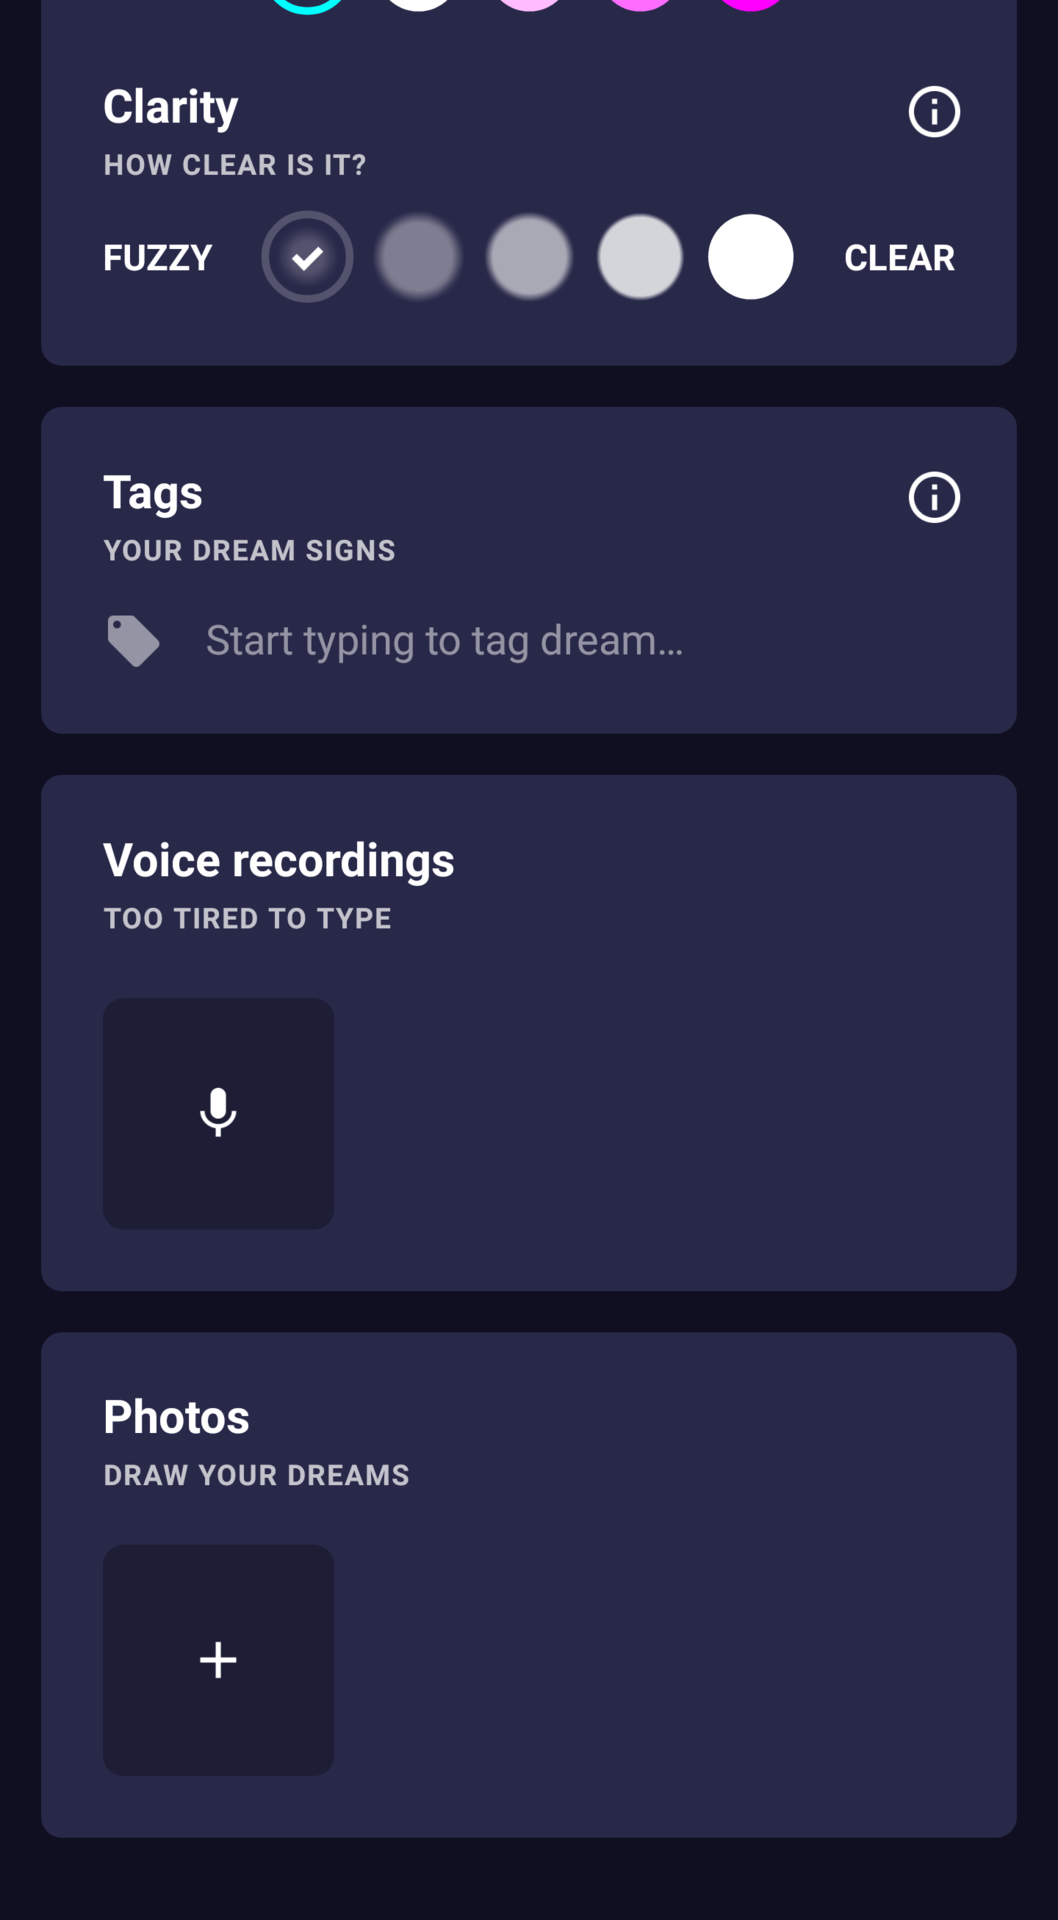 Clarity
HOW CLEAR IS IT?
FUZZY CLEAR
Tags
YOUR DREAM SIGNS
Start typing to tag dream...
Voice recordings
TOO TIRED TO TYPE
Photos
DRAW YOUR DREAMS